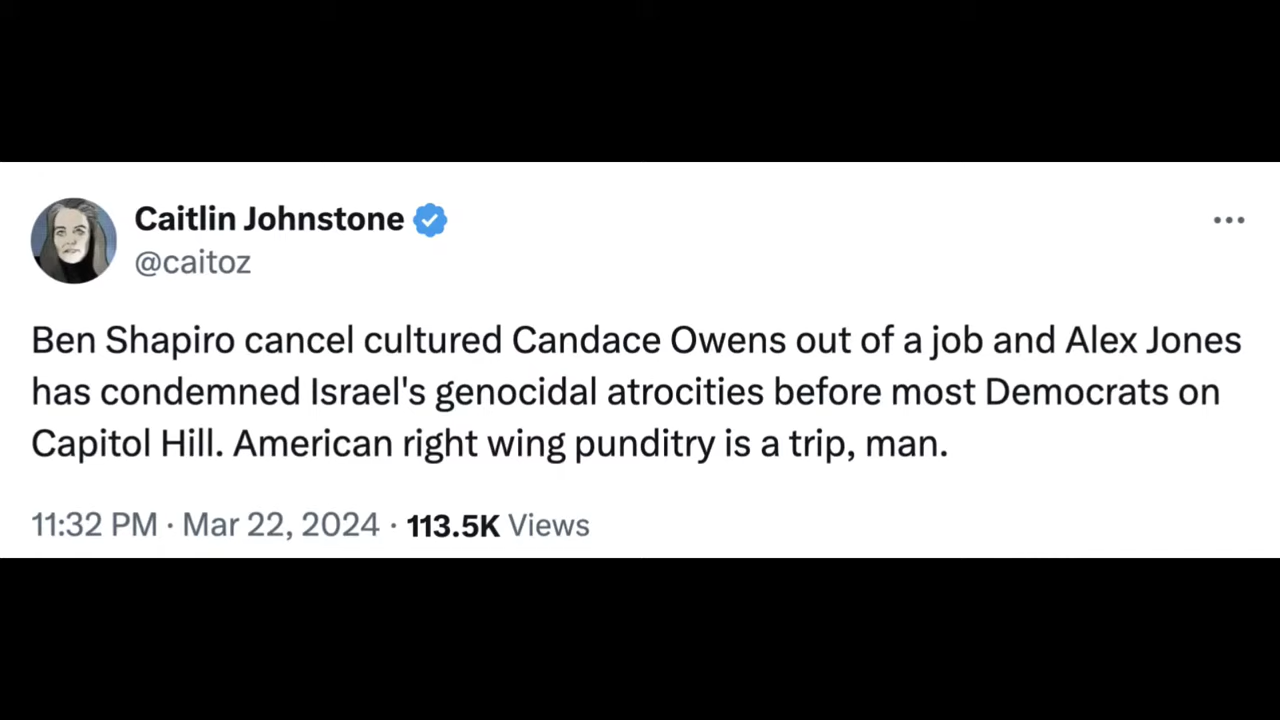 Caitlin Johnstone
@caitoz
Ben Shapiro cancel cultured Candace Owens out of a job and Alex Jones
has condemned Israel's genocidal atrocities before most Democrats on
Capitol Hill. American right wing punditry is a trip, man.
11:32 PM · Mar 22, 2024 · 113.5K Views